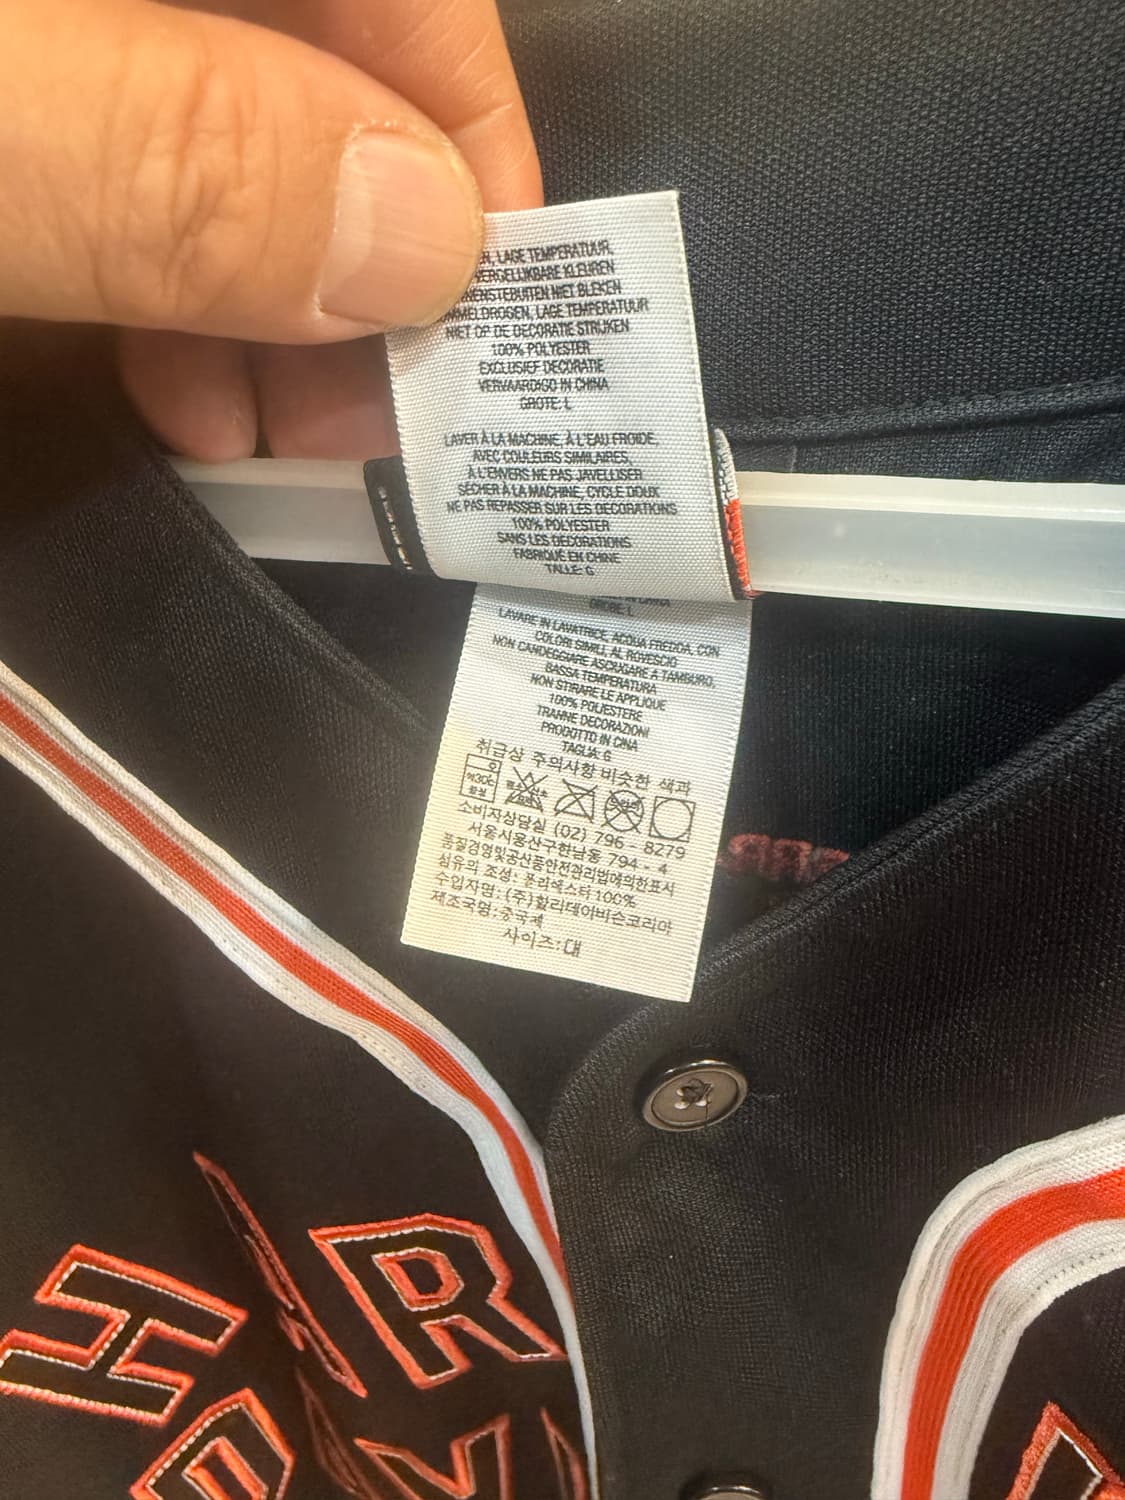 LAGE TEMPERATUUR.
VERGELIJKBARE KLEUREN
NIET BLEKEN
LAGE TEMPERATUUR
NIET OP DE DECORATIE STRIJKEN
100% POLYESTER
EXCLUSIEF DECORATIE
VERVAARDIGD IN CHINA
GROTE: L
LAVER À LA MACHINE, À L'EAU FROIDE,
AVEC COULEURS SIMILAIRES,
À L'ENVERS NE PAS JAVELLISER
SÉCHER À LA MACHINE, CYCLE DOUX
NE PAS REPASSER SUR LES DÉCORATIONS
100% POLYESTER
SANS LES DÉCORATIONS
FABRIQUÉ EN CHINE
TAILLE: G
IN CHINA
GRÖßE: L
LAVARE IN LAVATRICE, ACQUA FREDDA, CON
COLORI SIMILI, AL ROVESCIO
NON CANDEGGIARE ASCIUGARE A TAMBURO,
BASSA TEMPERATURA
NON STIRARE LE APPLIQUE
100% POLIESTERE
TRANNE DECORAZIONI
PRODOTTO IN CINA
TAGLIA: G
취급상 주의사항 비슷한 색과
소비자상담실 (02) 796 - 8279
서울시용산구한남동 794 - 4
품질경영및공산품안전관리법에의한표시
섬유의 조성: 폴리에스터 100%
수입자명: (주)할리데이비슨코리아
제조국명: 중국제
사이즈: 대
H R